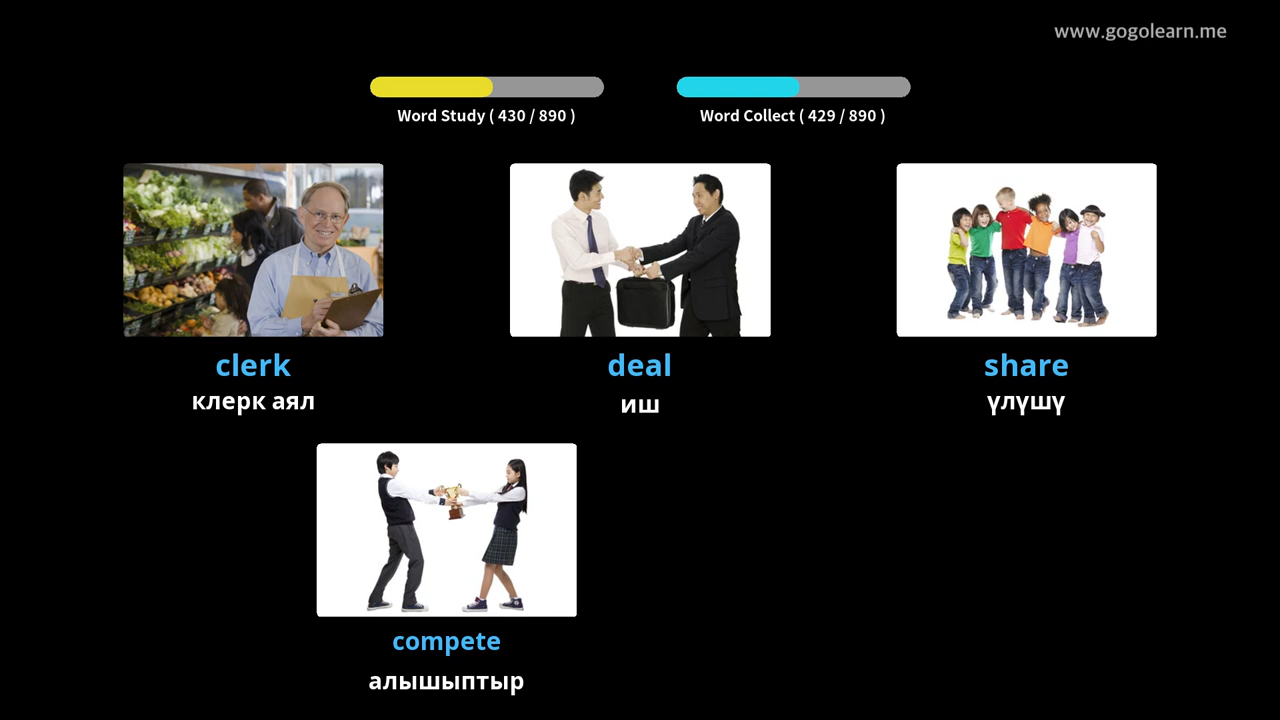 www.gogolearn.me
Word Study ( 430 / 890 )
Word Collect ( 429 / 890 )
clerk
клерк аял
deal
иш
share
үлүшү
compete
алышыптыр